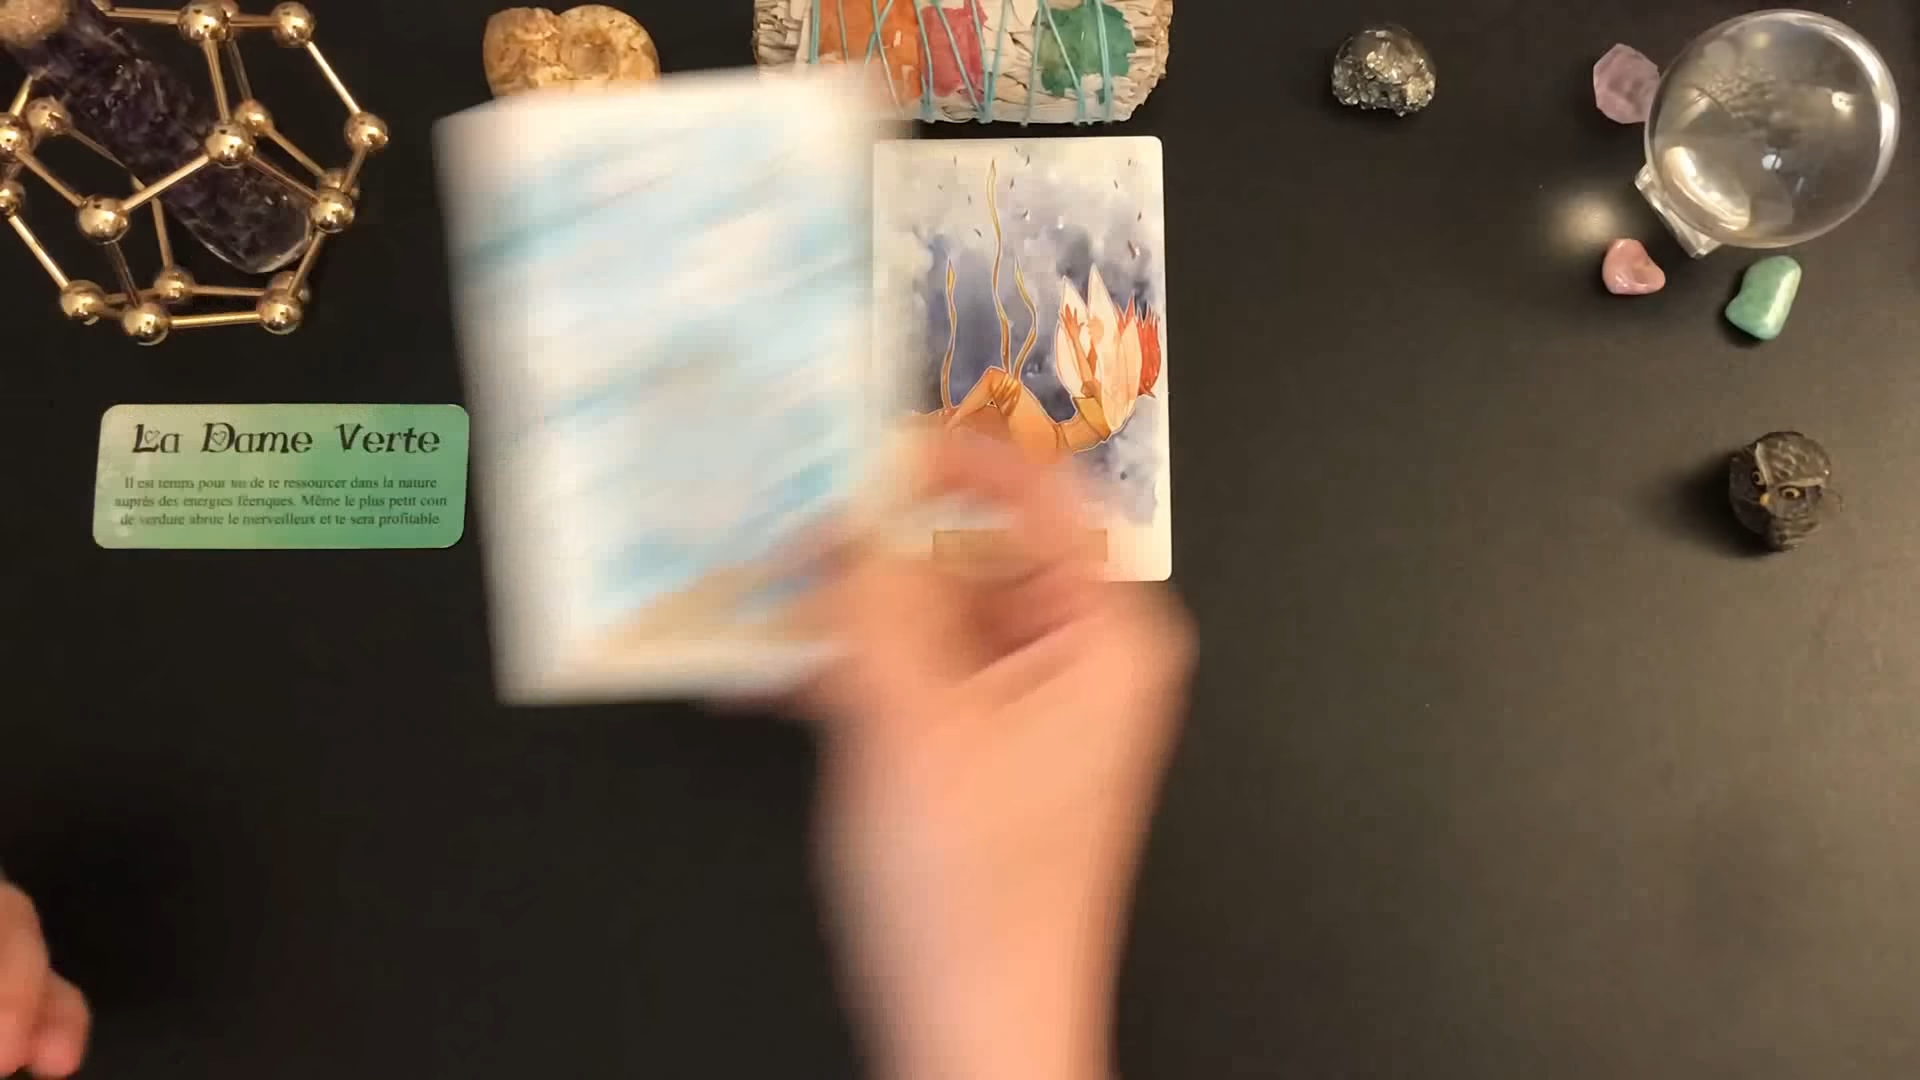 La Dame Verte
Il est temps pour toi de te ressourcer dans la nature
auprès des énergies féeriques. Même le plus petit coin
de verdure abrite le merveilleux et te sera profitable.